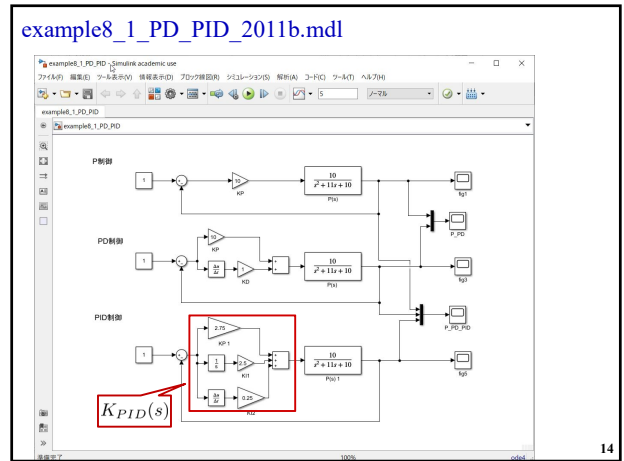 example8_1_PD_PID_2011b.mdl
example8_1_PD_PID - Simulink academic use
ファイル(F) 編集(E) ツール表示(V) 情報表示(D) ブロック線図(R) シミュレーション(S) 解析(A) コード(C) ツール(T) ヘルプ(H)
5 ノーマル
example8_1_PD_PID
example8_1_PD_PID
P制御
1
10
KP
10
s² + 11s + 10
P(s)
fig1
P_PD
PD制御
1
10
KP
Δu
Δt
1
KD
10
s² + 11s + 10
P(s)
fig3
P_PD_PID
PID制御
1
2.75
KP 1
1
s
2.5
KI1
Δu
Δt
0.25
10
s² + 11s + 10
P(s) 1
fig5
K_{PID}(s)
準備完了 100% ode4
14